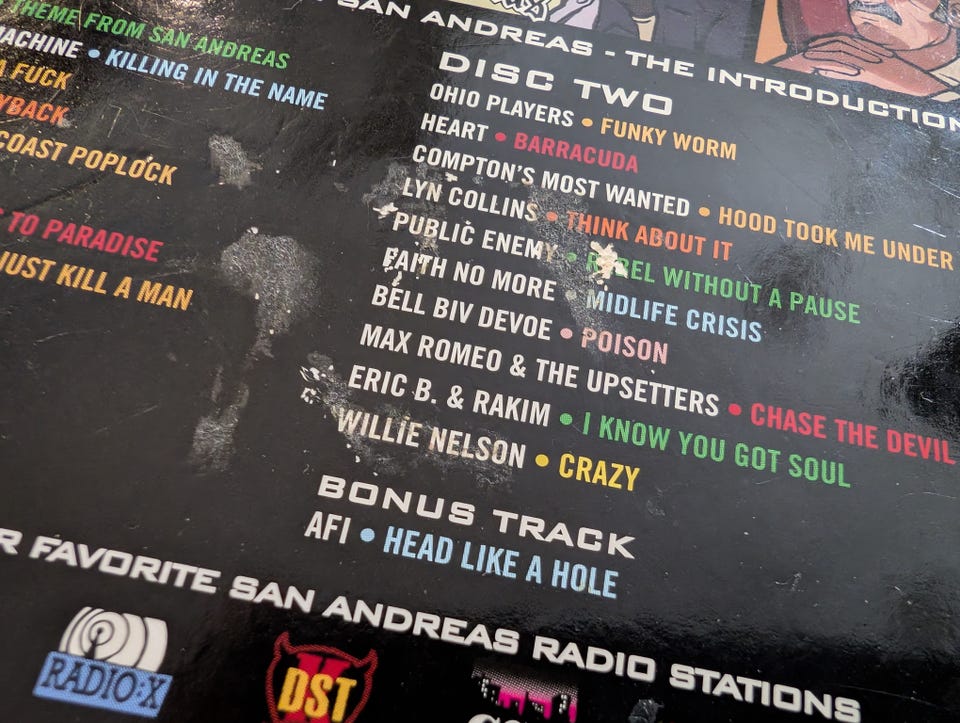 THEME FROM SAN ANDREAS
MACHINE • KILLING IN THE NAME
A FUCK
YBACK
COAST POPLOCK
TO PARADISE
JUST KILL A MAN
SAN ANDREAS - THE INTRODUCTION
DISC TWO
OHIO PLAYERS • FUNKY WORM
HEART • BARRACUDA
COMPTON'S MOST WANTED • HOOD TOOK ME UNDER
LYN COLLINS • THINK ABOUT IT
PUBLIC ENEMY • REBEL WITHOUT A PAUSE
FAITH NO MORE • MIDLIFE CRISIS
BELL BIV DEVOE • POISON
MAX ROMEO & THE UPSETTERS • CHASE THE DEVIL
ERIC B. & RAKIM • I KNOW YOU GOT SOUL
WILLIE NELSON • CRAZY
BONUS TRACK
AFI • HEAD LIKE A HOLE
R FAVORITE SAN ANDREAS RADIO STATIONS
RADIO:X
K
DST